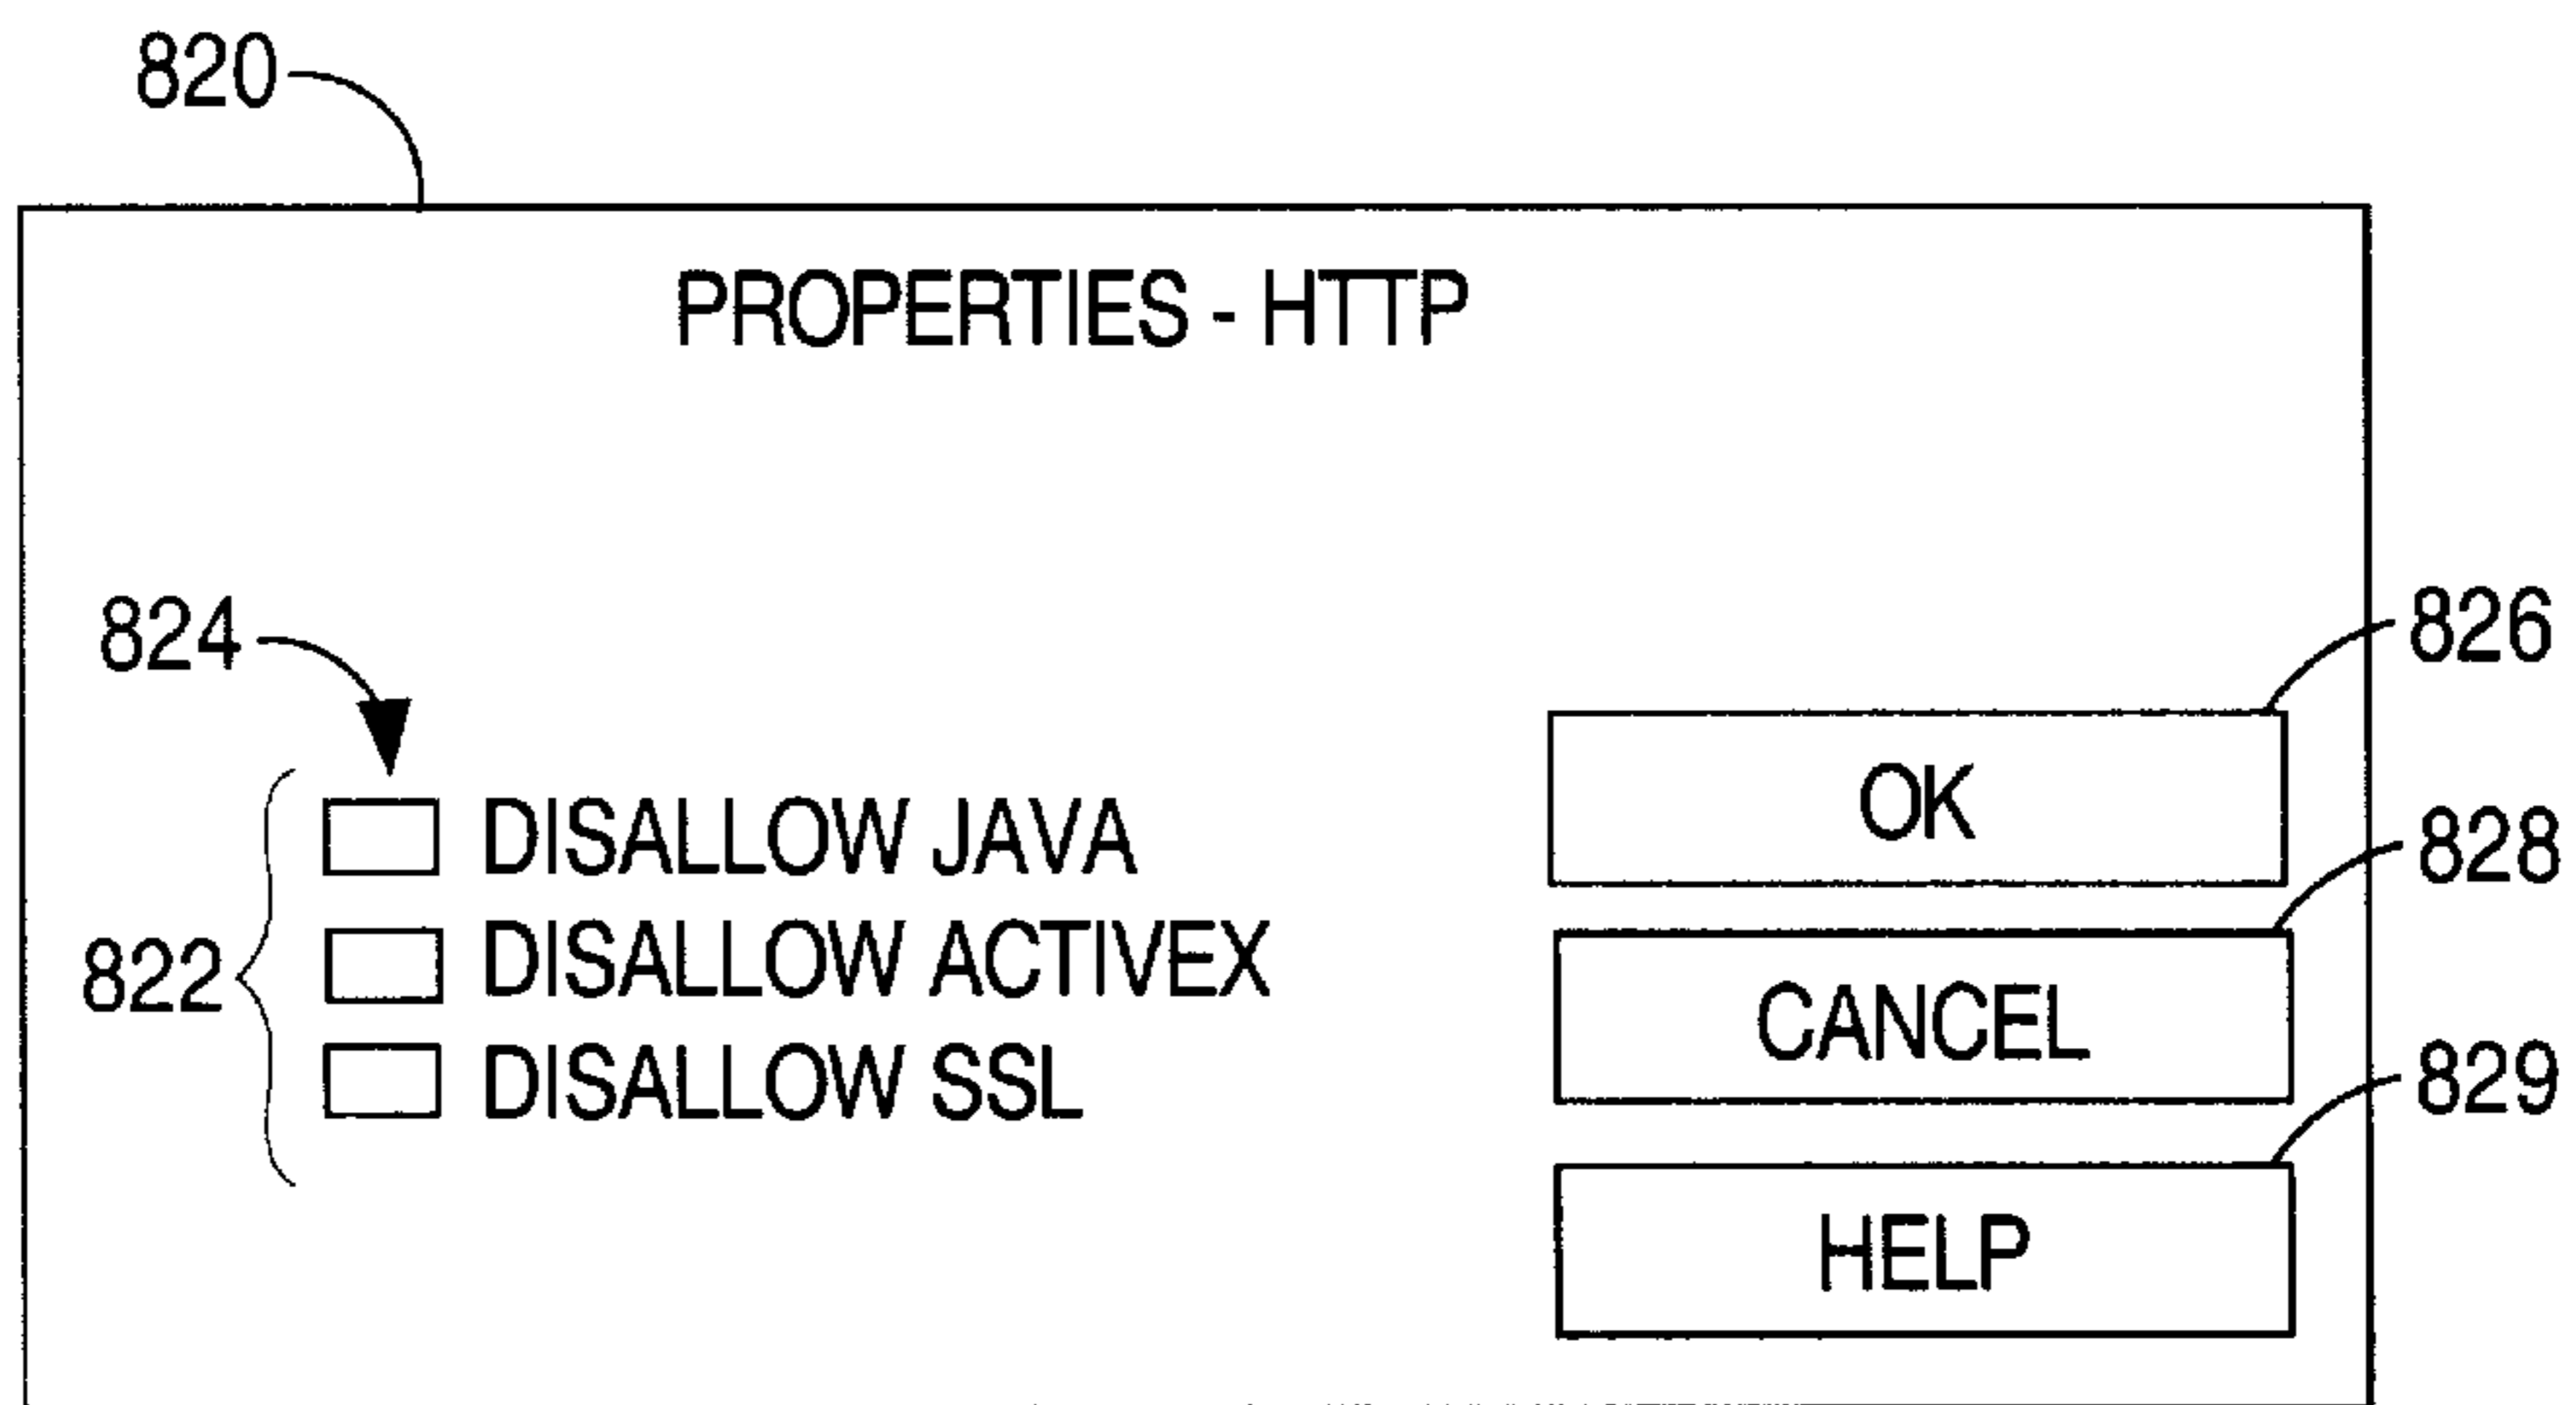 820
PROPERTIES - HTTP
824
826
OK
DISALLOW JAVA
828
822
DISALLOW ACTIVEX
CANCEL
DISALLOW SSL
829
HELP